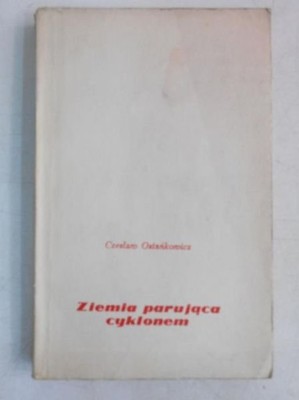 Czesław Ostańkowicz
Ziemia parująca
cyklonem